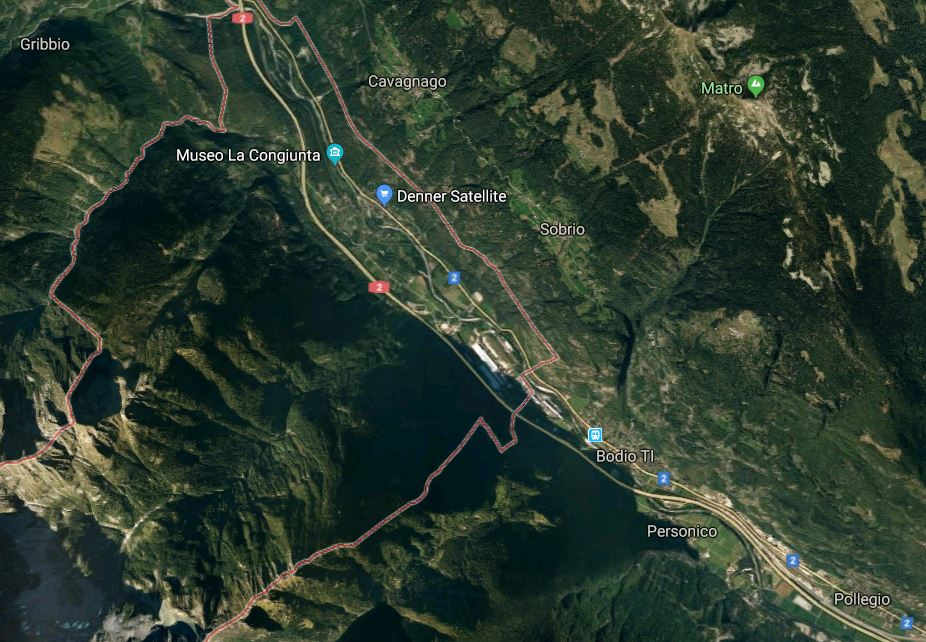 2
Gribbio
Cavagnago
Matro
Museo La Congiunta
Denner Satellite
Sobrio
2
2
Bodio TI
2
Personico
2
Pollegio
2